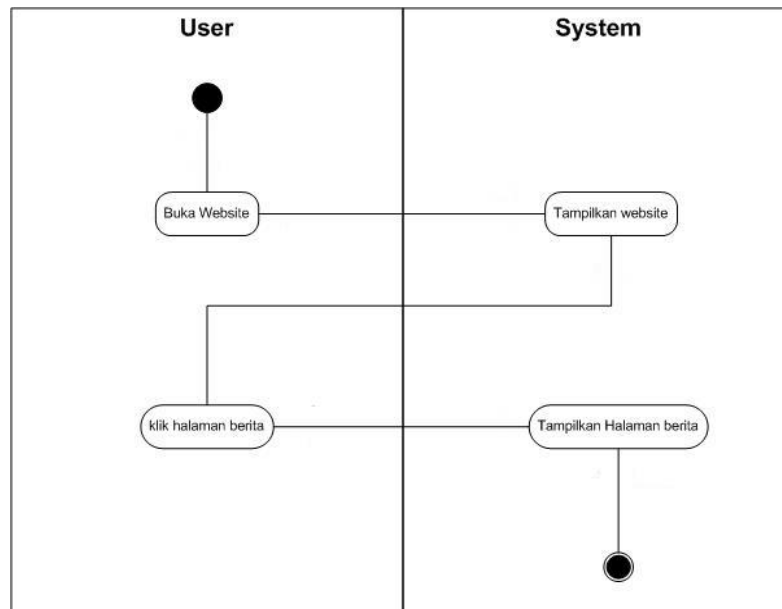 User
System
Buka Website
Tampilkan website
klik halaman berita
Tampilkan Halaman berita